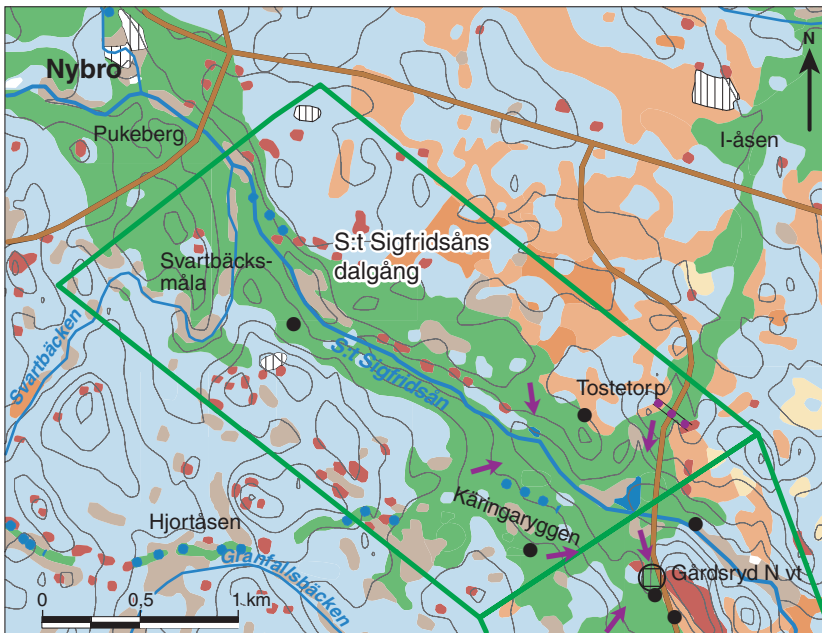 Nybro
N
Pukeberg
I-åsen
S:t Sigfridsåns
dalgång
Svartbäcks-
måla
Svartbäcken
S:t Sigfridsån
Tostetorp
Käringaryggen
Hjortåsen
Granfallsbäcken
Gårdsryd N vt
0 0,5 1 km